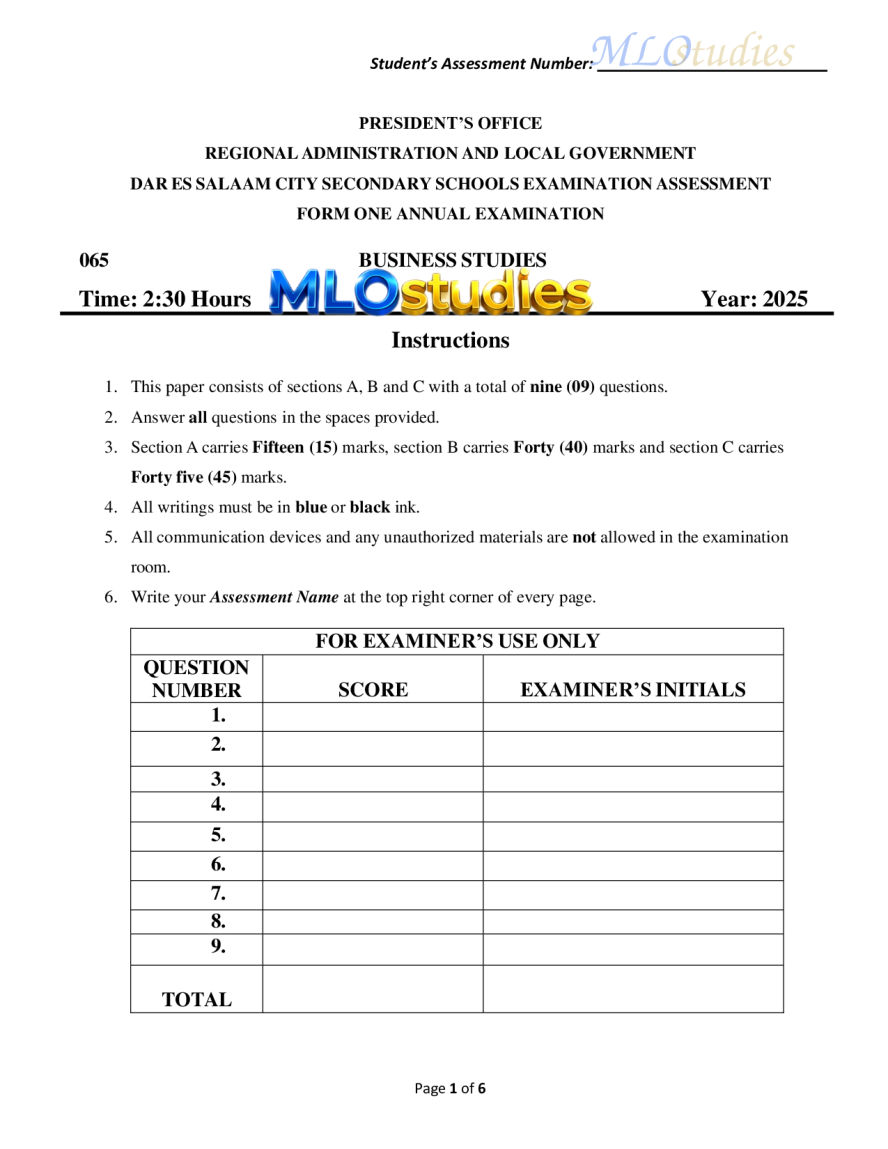 MLOstudies
Student's Assessment Number:
PRESIDENT'S OFFICE
REGIONAL ADMINISTRATION AND LOCAL GOVERNMENT
DAR ES SALAAM CITY SECONDARY SCHOOLS EXAMINATION ASSESSMENT
FORM ONE ANNUAL EXAMINATION
065 BUSINESS STUDIES
Time: 2:30 Hours MLOstudies Year: 2025
Instructions
1. This paper consists of sections A, B and C with a total of nine (09) questions.
2. Answer all questions in the spaces provided.
3. Section A carries Fifteen (15) marks, section B carries Forty (40) marks and section C carries
Forty five (45) marks.
4. All writings must be in blue or black ink.
5. All communication devices and any unauthorized materials are not allowed in the examination
room.
6. Write your Assessment Name at the top right corner of every page.
FOR EXAMINER'S USE ONLY
QUESTION
NUMBER SCORE EXAMINER'S INITIALS
1.
2.
3.
4.
5.
6.
7.
8.
9.
TOTAL
Page 1 of 6